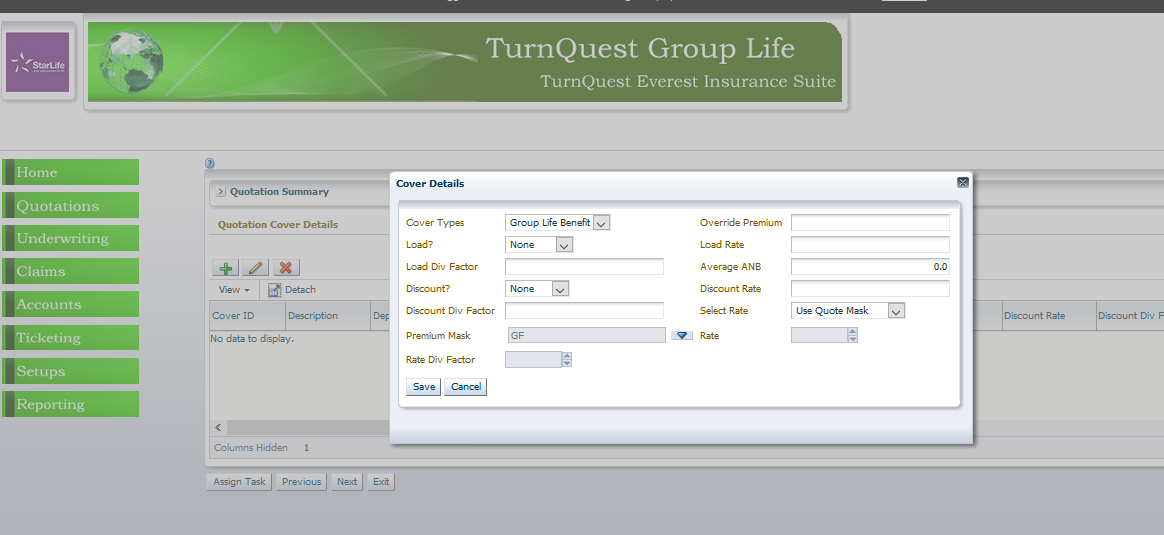 TurnQuest Group Life
StarLife
TurnQuest Everest Insurance Suite
Home
Quotations
Underwriting
Claims
Accounts
Ticketing
Setups
Reporting
Quotation Summary
Quotation Cover Details
View
Detach
Cover ID Description Dep Discount Rate Discount Div F
No data to display.
Columns Hidden 1
Assign Task Previous Next Exit
Cover Details
Cover Types Group Life Benefit Override Premium
Load? None Load Rate
Load Div Factor Average ANB 0.0
Discount? None Discount Rate
Discount Div Factor Select Rate Use Quote Mask
Premium Mask GF Rate
Rate Div Factor
Save Cancel